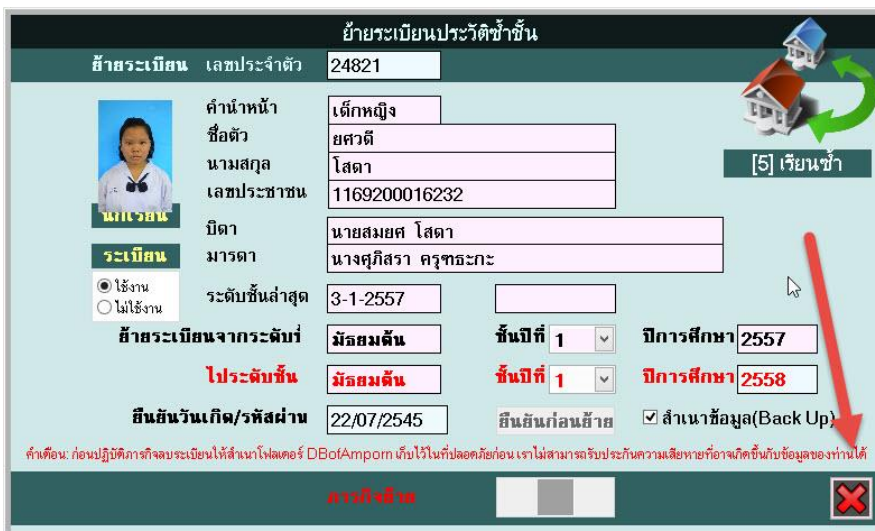 ย้ายระเบียนประวัติซ้ำชั้น
ย้ายระเบียน เลขประจำตัว 24821
คำนำหน้า เด็กหญิง
ชื่อตัว ยศวดี
นามสกุล โสดา
[5] เรียนซ้ำ
เลขประชาชน 1169200016232
นักเรียน
บิดา นายสมยศ โสดา
ระเบียน มารดา นางศุภิสรา ครุฑธะกะ
ใช้งาน
ไม่ใช้งาน
ระดับชั้นล่าสุด 3-1-2557
ย้ายระเบียนจากระดับชั้ มัธยมต้น ชั้นปีที่ 1 ปีการศึกษา 2557
ไประดับชั้น มัธยมต้น ชั้นปีที่ 1 ปีการศึกษา 2558
ยืนยันวันเกิด/รหัสผ่าน 22/07/2545 ยืนยันก่อนย้าย สำเนาข้อมูล(Back Up)
คำเตือน: ก่อนปฏิบัติภารกิจลบระเบียนให้สำเนาโฟลเดอร์ DBofAmporn เก็บไว้ในที่ปลอดภัยก่อน เราไม่สามารถรับประกันความเสียหายที่อาจเกิดขึ้นกับข้อมูลของท่านได้
ภารกิจย้าย